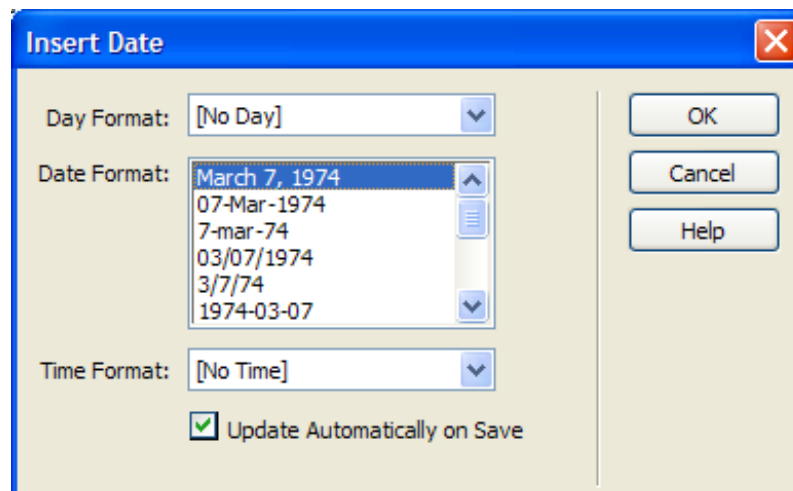 Insert Date
Day Format: [No Day]
Date Format:
March 7, 1974
07-Mar-1974
7-mar-74
03/07/1974
3/7/74
1974-03-07
Time Format: [No Time]
Update Automatically on Save
OK
Cancel
Help